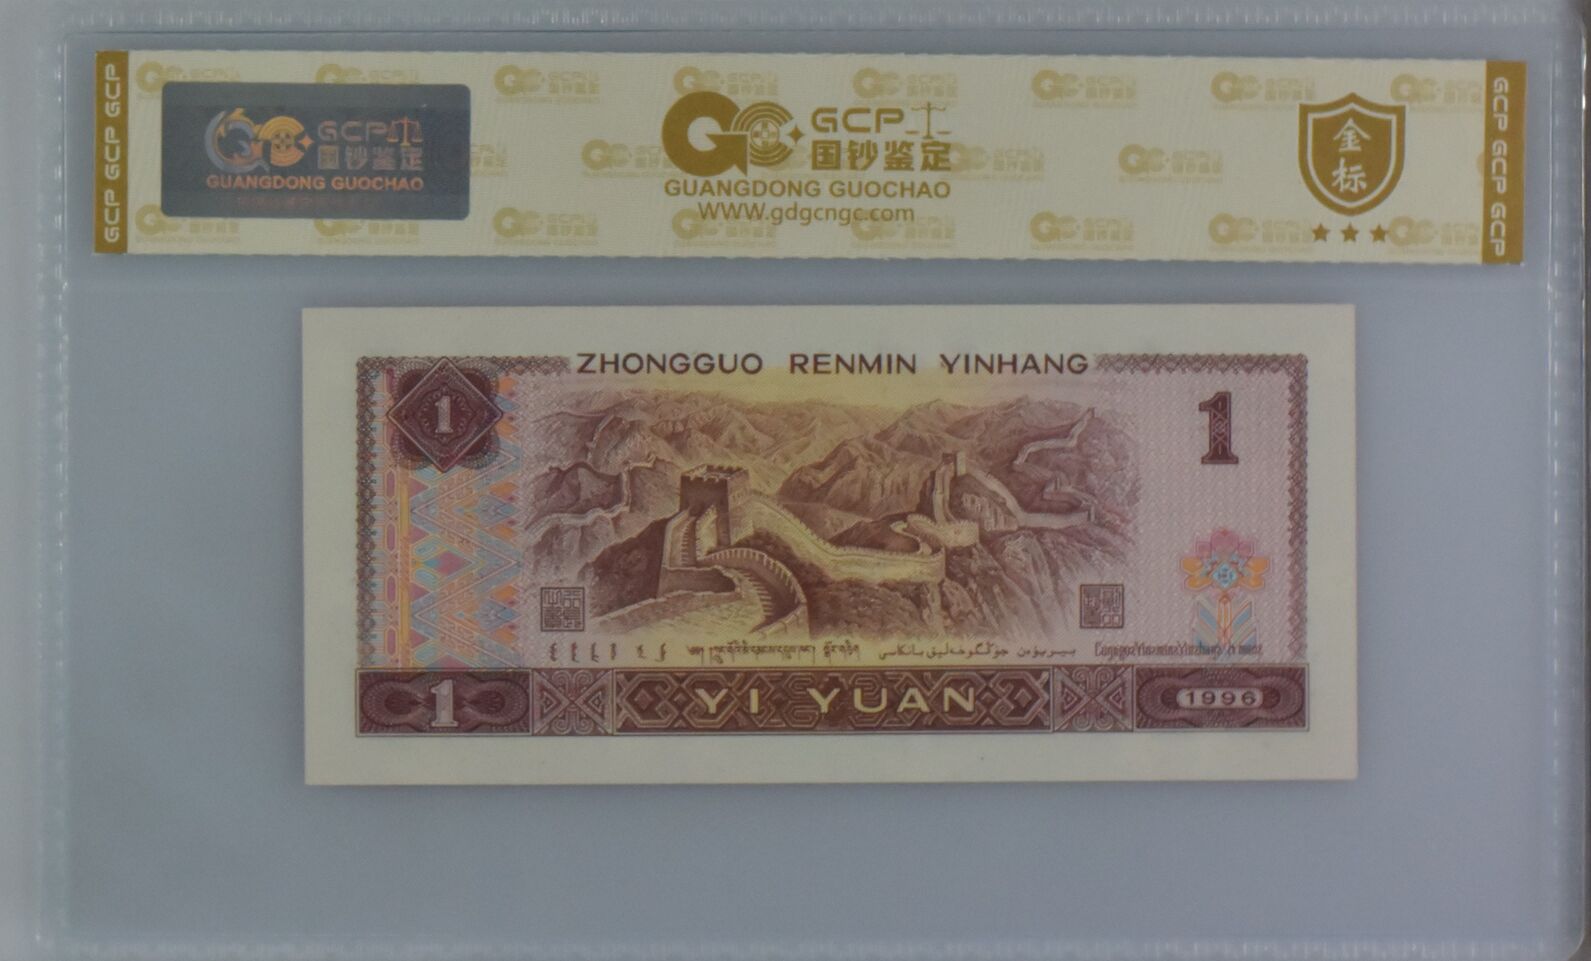 GCP GCP GCP
GCP
国钞鉴定
GUANGDONG GUOCHAO
GCP
国钞鉴定
GUANGDONG GUOCHAO
WWW.gdgcngc.com
金标
GCP GCP GCP
ZHONGGUO RENMIN YINHANG
1
1
1
YI YUAN
1996